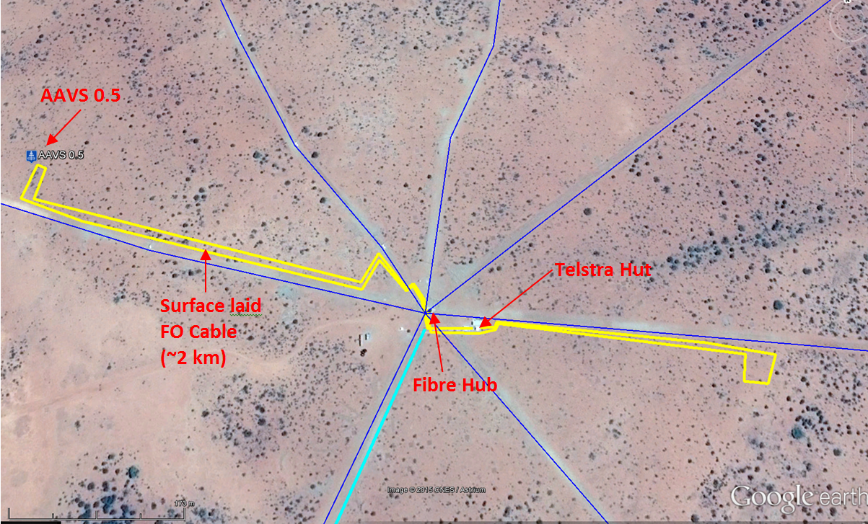 AAVS 0.5
AAVS 0.5
Telstra Hut
Surface laid
FO Cable
(~2 km)
Fibre Hub
Image © 2015 CNES / Astrium
Google earth